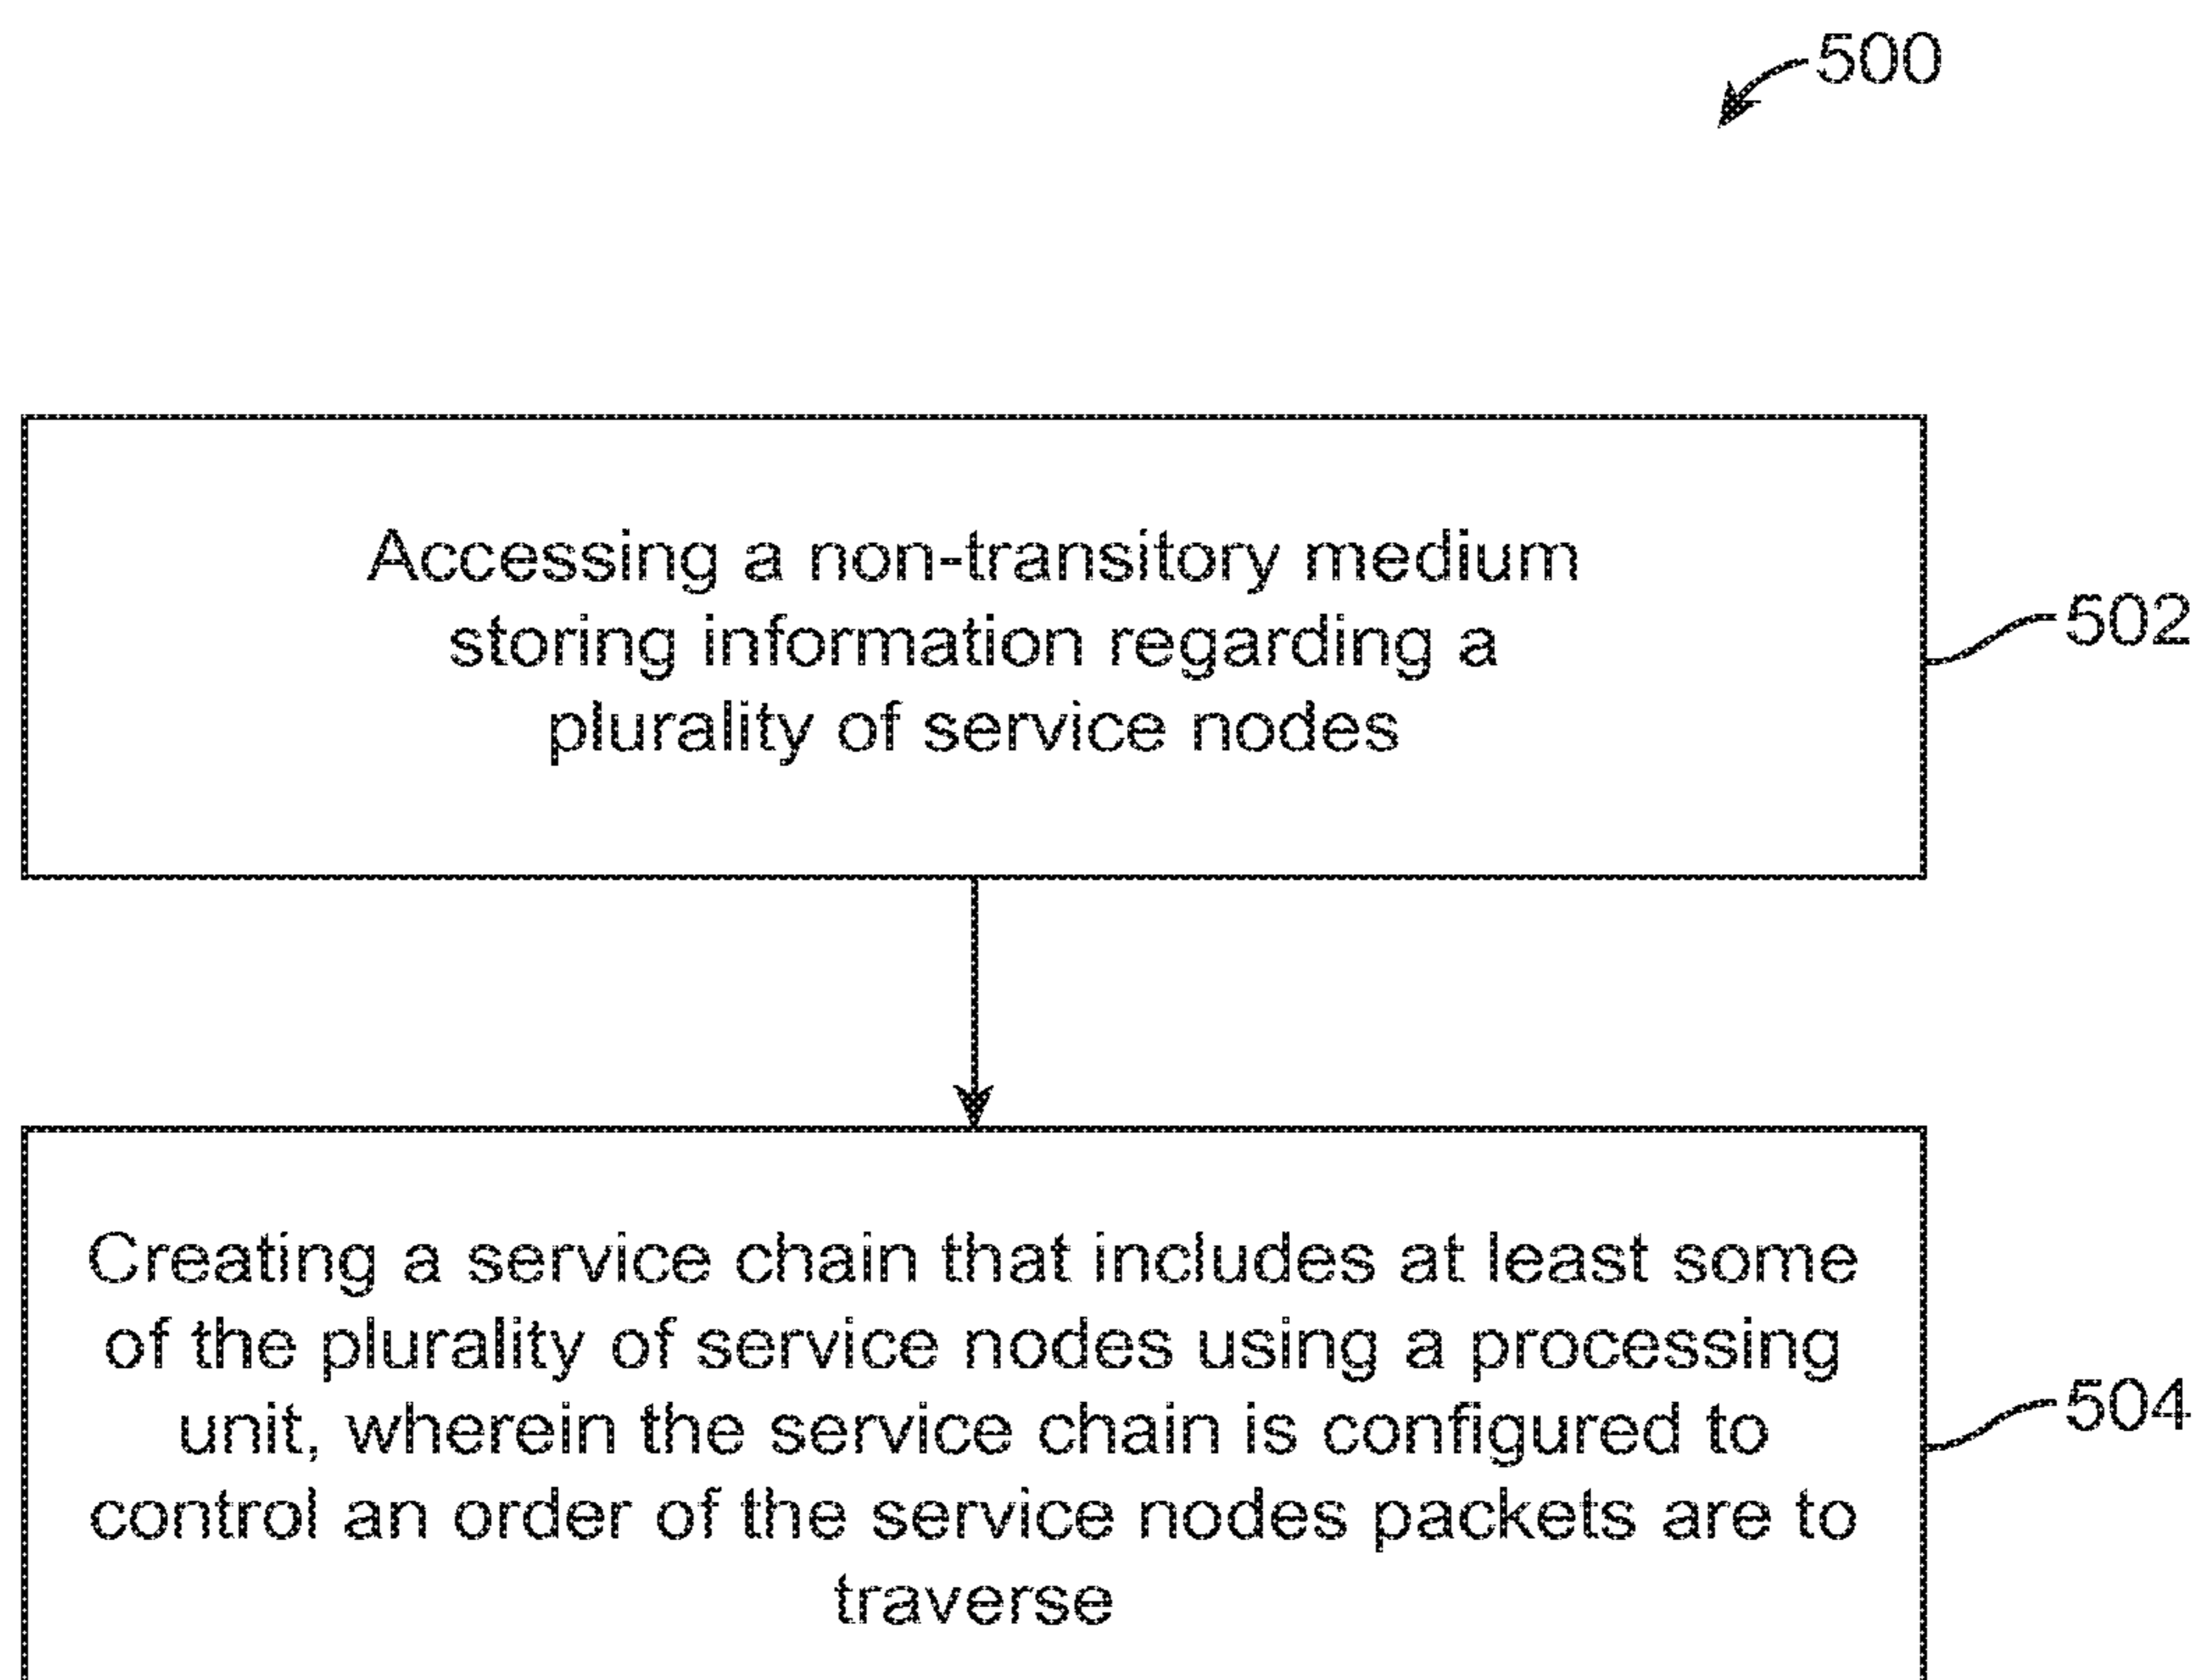 500
Accessing a non-transitory medium
storing information regarding a
plurality of service nodes
502
Creating a service chain that includes at least some
of the plurality of service nodes using a processing
unit, wherein the service chain is configured to
control an order of the service nodes packets are to
traverse
504